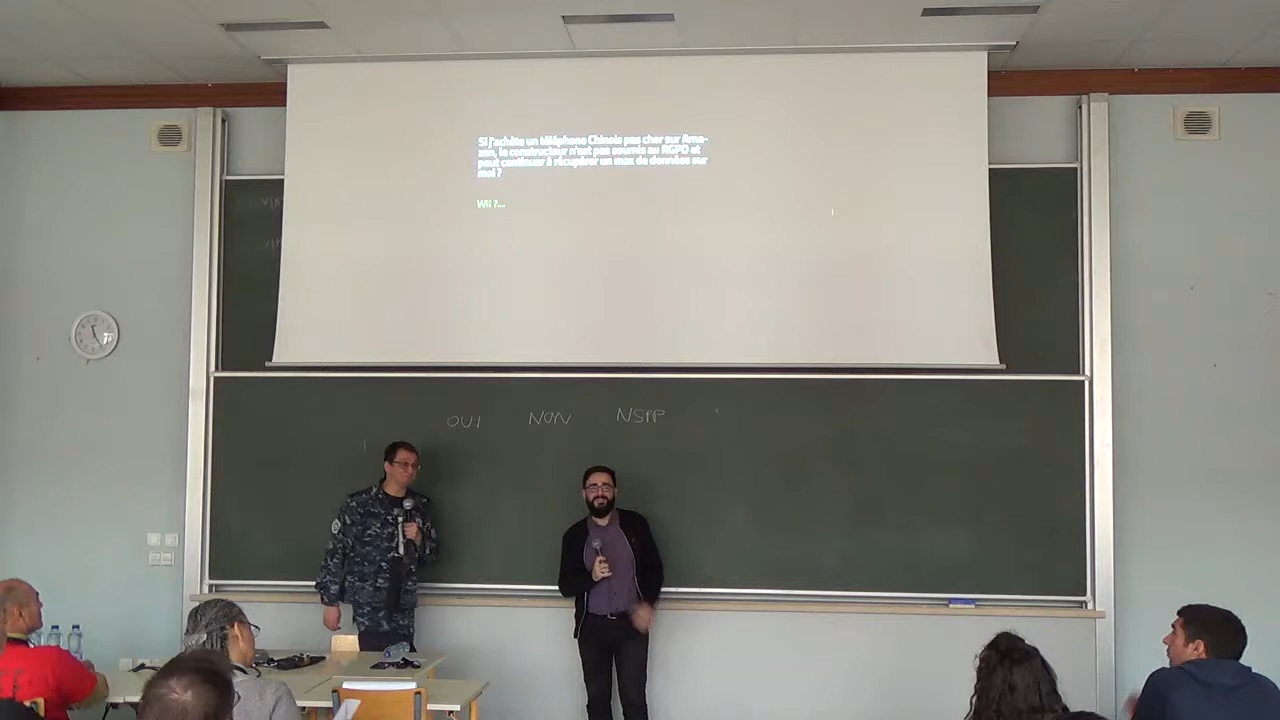 Si j'achète un téléphone Chinois pas cher sur Ama-
zon, le constructeur n'est pas soumis au RGPD et
peut continuer à récupérer un max de données sur
moi ?
Wii ?...
OUI NON NSPP